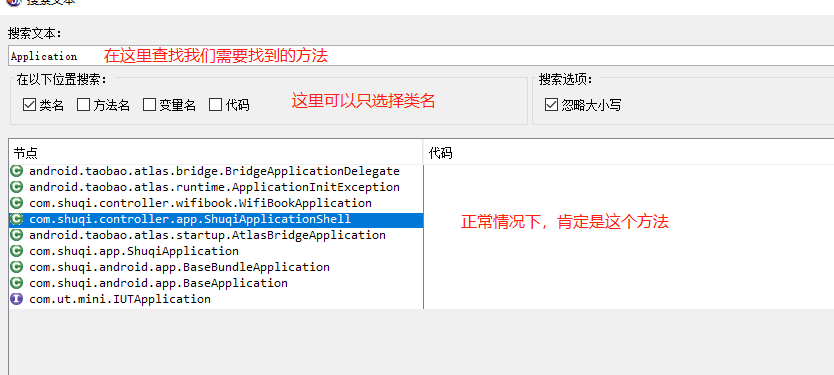 搜索文本
搜索文本：
Application 在这里查找我们需要找到的方法
在以下位置搜索： 搜索选项：
类名 方法名 变量名 代码 这里可以只选择类名 忽略大小写
节点 代码
android.taobao.atlas.bridge.BridgeApplicationDelegate
android.taobao.atlas.runtime.ApplicationInitException
com.shuqi.controller.wifibook.WifiBookApplication
com.shuqi.controller.app.ShuqiApplicationShell 正常情况下，肯定是这个方法
android.taobao.atlas.startup.AtlasBridgeApplication
com.shuqi.app.ShuqiApplication
com.shuqi.android.app.BaseBundleApplication
com.shuqi.android.app.BaseApplication
com.ut.mini.IUTApplication